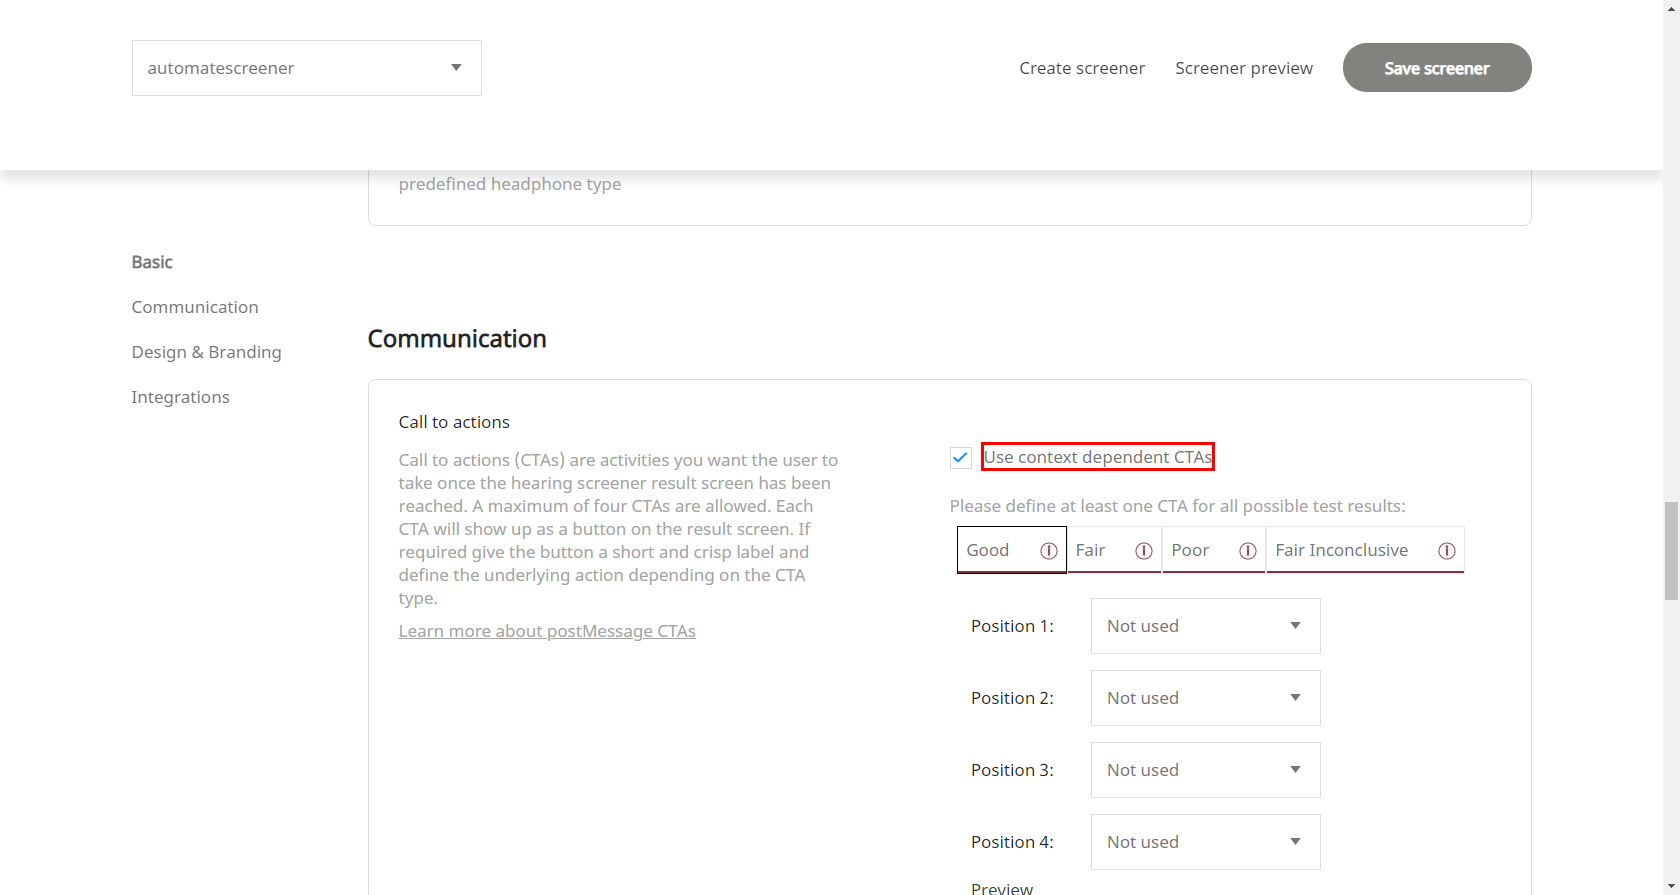 automatescreener
Create screener
Screener preview
Save screener
predefined headphone type
Basic
Communication
Design & Branding
Integrations
Communication
Call to actions
Call to actions (CTAs) are activities you want the user to
take once the hearing screener result screen has been
reached. A maximum of four CTAs are allowed. Each
CTA will show up as a button on the result screen. If
required give the button a short and crisp label and
define the underlying action depending on the CTA
type.
Learn more about postMessage CTAs
Use context dependent CTAs
Please define at least one CTA for all possible test results:
Good
Fair
Poor
Fair Inconclusive
Position 1:
Not used
Position 2:
Not used
Position 3:
Not used
Position 4:
Not used
Preview